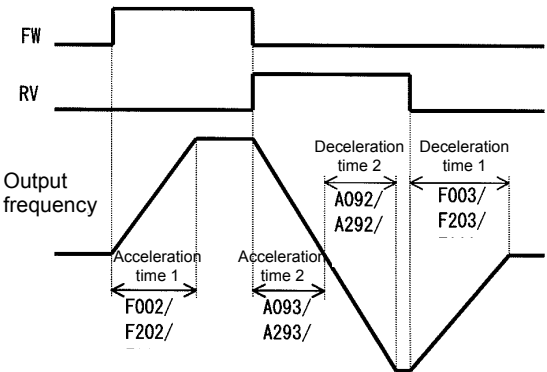 FW
RV
Output
frequency
Deceleration
time 2
A092/
A292/
Deceleration
time 1
F003/
F203/
Acceleration
time 1
F002/
F202/
Acceleration
time 2
A093/
A293/